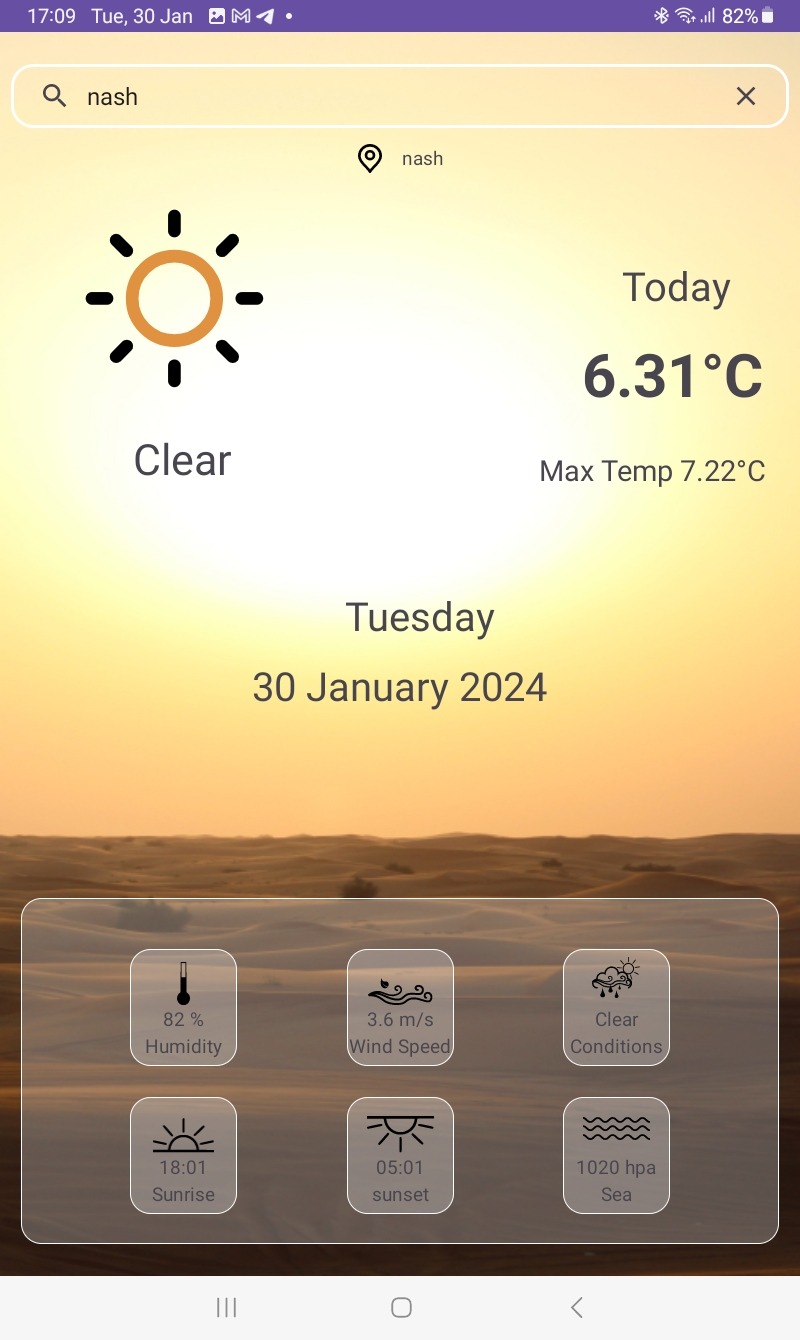 17:09 Tue, 30 Jan 82%
nash
nash
Today
6.31°C
Clear
Max Temp 7.22°C
Tuesday
30 January 2024
82 %
Humidity
3.6 m/s
Wind Speed
Clear
Conditions
18:01
Sunrise
05:01
sunset
1020 hpa
Sea